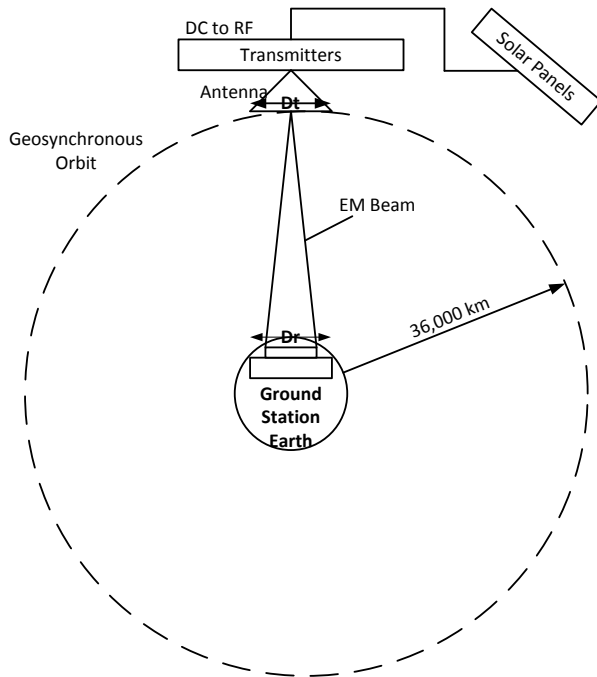 DC to RF
Transmitters
Solar Panels
Antenna
Dt
Geosynchronous
Orbit
EM Beam
36,000 km
Dr
Ground
Station
Earth